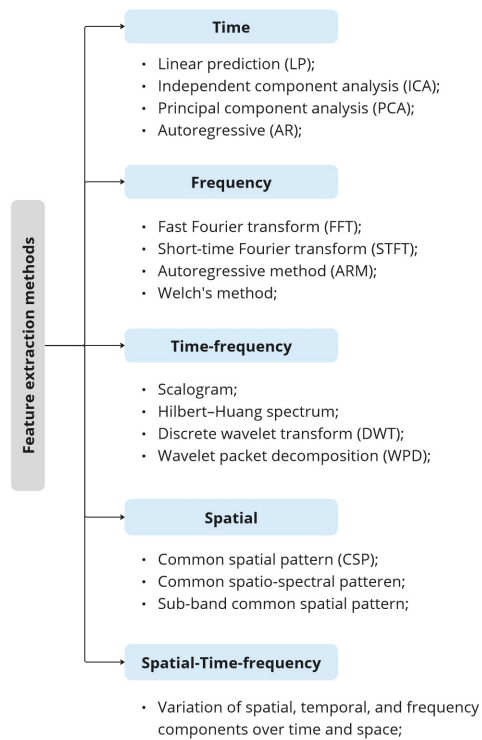 Feature extraction methods
Time
• Linear prediction (LP);
• Independent component analysis (ICA);
• Principal component analysis (PCA);
• Autoregressive (AR);
Frequency
• Fast Fourier transform (FFT);
• Short-time Fourier transform (STFT);
• Autoregressive method (ARM);
• Welch's method;
Time-frequency
• Scalogram;
• Hilbert–Huang spectrum;
• Discrete wavelet transform (DWT);
• Wavelet packet decomposition (WPD);
Spatial
• Common spatial pattern (CSP);
• Common spatio-spectral patteren;
• Sub-band common spatial pattern;
Spatial-Time-frequency
• Variation of spatial, temporal, and frequency
components over time and space;